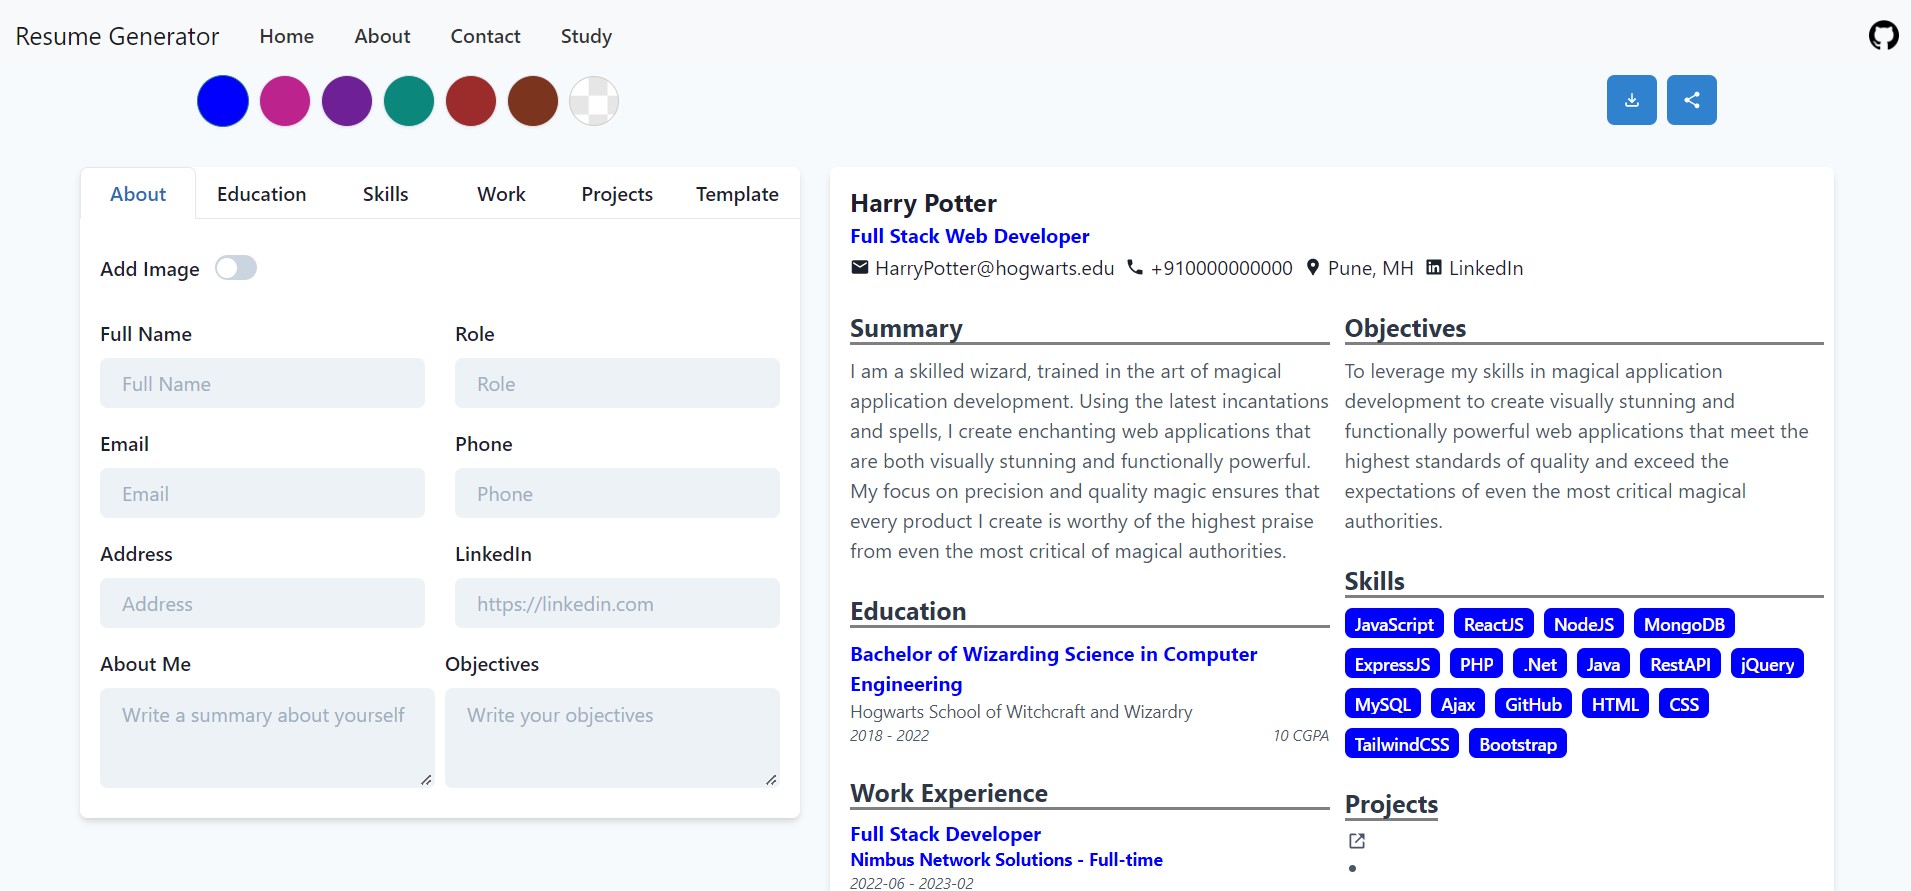 Resume Generator Home About Contact Study
About Education Skills Work Projects Template
Add Image
Full Name Role
Full Name Role
Email Phone
Email Phone
Address LinkedIn
Address https://linkedin.com
About Me Objectives
Write a summary about yourself Write your objectives
Harry Potter
Full Stack Web Developer
HarryPotter@hogwarts.edu +910000000000 Pune, MH LinkedIn
Summary
I am a skilled wizard, trained in the art of magical
application development. Using the latest incantations
and spells, I create enchanting web applications that
are both visually stunning and functionally powerful.
My focus on precision and quality magic ensures that
every product I create is worthy of the highest praise
from even the most critical of magical authorities.
Education
Bachelor of Wizarding Science in Computer
Engineering
Hogwarts School of Witchcraft and Wizardry
2018 - 2022 10 CGPA
Work Experience
Full Stack Developer
Nimbus Network Solutions - Full-time
2022-06 - 2023-02
Objectives
To leverage my skills in magical application
development to create visually stunning and
functionally powerful web applications that meet the
highest standards of quality and exceed the
expectations of even the most critical magical
authorities.
Skills
JavaScript ReactJS NodeJS MongoDB
ExpressJS PHP .Net Java RestAPI jQuery
MySQL Ajax GitHub HTML CSS
TailwindCSS Bootstrap
Projects